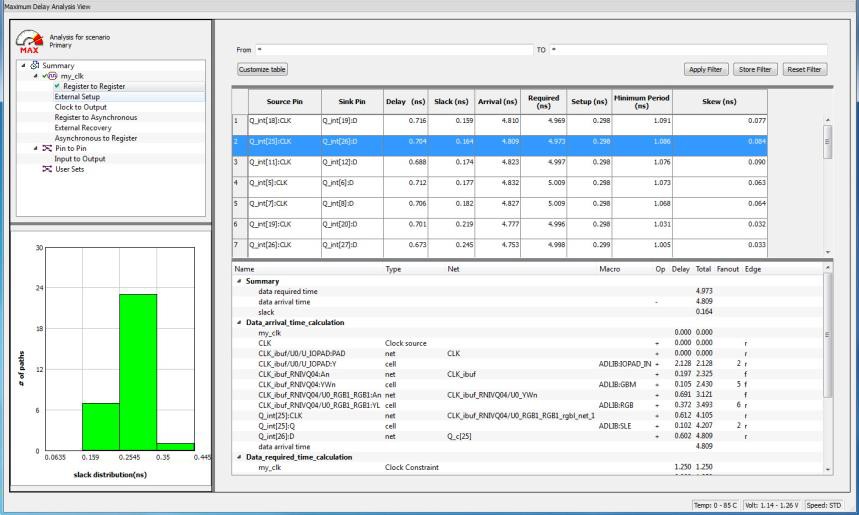 Maximum Delay Analysis View
MAX
Analysis for scenario
Primary
Summary
my_clk
Register to Register
External Setup
Clock to Output
Register to Asynchronous
External Recovery
Asynchronous to Register
Pin to Pin
Input to Output
User Sets
From *
TO *
Customize table
Apply Filter Store Filter Reset Filter
Source Pin Sink Pin Delay (ns) Slack (ns) Arrival (ns) Required (ns) Setup (ns) Minimum Period (ns) Skew (ns)
1 Q_int[18]:CLK Q_int[19]:D 0.716 0.159 4.810 4.969 0.298 1.091 0.077
2 Q_int[25]:CLK Q_int[26]:D 0.704 0.164 4.809 4.973 0.298 1.086 0.084
3 Q_int[11]:CLK Q_int[12]:D 0.688 0.174 4.823 4.997 0.298 1.076 0.090
4 Q_int[5]:CLK Q_int[6]:D 0.712 0.177 4.832 5.009 0.298 1.073 0.063
5 Q_int[7]:CLK Q_int[8]:D 0.706 0.182 4.827 5.009 0.298 1.068 0.064
6 Q_int[19]:CLK Q_int[20]:D 0.701 0.219 4.777 4.996 0.298 1.031 0.032
7 Q_int[26]:CLK Q_int[27]:D 0.673 0.245 4.753 4.998 0.299 1.005 0.033
30
24
18
12
6
0
# of paths
0.0635 0.159 0.2545 0.35 0.445
slack distribution(ns)
Name Type Net Macro Op Delay Total Fanout Edge
Summary
data required time 4.973
data arrival time - 4.809
slack 0.164
Data_arrival_time_calculation
my_clk 0.000 0.000
CLK Clock source + 0.000 0.000 r
CLK_ibuf/U0/U_IOPAD:PAD net CLK + 0.000 0.000 r
CLK_ibuf/U0/U_IOPAD:Y cell ADLIB:IOPAD_IN + 2.128 2.128 2 r
CLK_ibuf_RNIVQ04:An net CLK_ibuf + 0.197 2.325 f
CLK_ibuf_RNIVQ04:YWn cell ADLIB:GBM + 0.105 2.430 5 f
CLK_ibuf_RNIVQ04/U0_RGB1_RGB1:An net CLK_ibuf_RNIVQ04/U0_YWn + 0.691 3.121 f
CLK_ibuf_RNIVQ04/U0_RGB1_RGB1:YL cell ADLIB:RGB + 0.372 3.493 6 r
Q_int[25]:CLK net CLK_ibuf_RNIVQ04/U0_RGB1_RGB1_rgbl_net_1 + 0.612 4.105 r
Q_int[25]:Q cell ADLIB:SLE + 0.102 4.207 2 r
Q_int[26]:D net Q_c[25] + 0.602 4.809 r
data arrival time 4.809
Data_required_time_calculation
my_clk Clock Constraint 1.250 1.250
Temp: 0 - 85 C Volt: 1.14 - 1.26 V Speed: STD